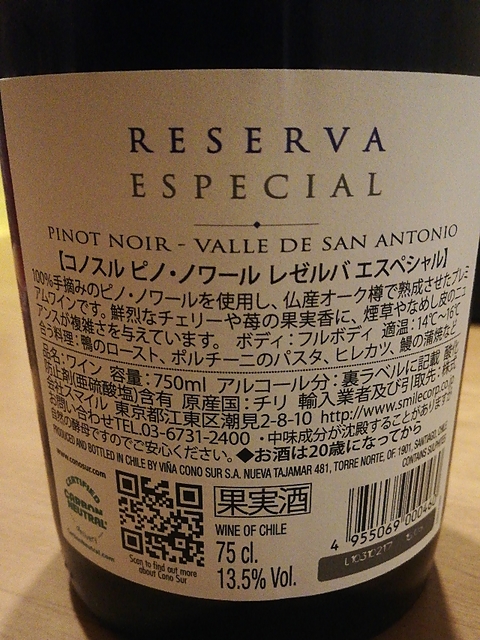 RESERVA
ESPECIAL
PINOT NOIR - VALLE DE SAN ANTONIO
【コノスル ピノ・ノワール レゼルバ エスペシャル】
100%手摘みのピノ・ノワールを使用し、仏産オーク樽で熟成させたプレミ
アムワインです。鮮烈なチェリーや苺の果実香に、煙草やなめし皮のニュ
アンスが複雑さを与えています。 ボディ：フルボディ 適温：14℃～16℃
合う料理：鴨のロースト、ポルチーニのパスタ、ヒレカツ、鰻の蒲焼など
品名：ワイン 容量：750ml アルコール分：裏ラベルに記載 酸化
防止剤(亜硫酸塩)含有 原産国：チリ 輸入業者及び引取先：株式
会社スマイル 東京都江東区潮見2-8-10 http://www.smilecorp.co.jp
お問い合わせTEL03-6731-2400 ・中味成分が沈殿することがありますが
自然の酵母ですのでご安心ください。◆お酒は20歳になってから
PRODUCED AND BOTTLED IN CHILE BY VIÑA CONO SUR S.A. NUEVA TAJAMAR 481, TORRE NORTE, OF. 1901, SANTIAGO, CHILE
CONTAINS SULPHITES
www.conosur.com
CERTIFIED
CARBON
NEUTRAL
delivery
Scan to find out more
about Cono Sur
果実酒
WINE OF CHILE
75 cl.
13.5% Vol.
4 955069 000